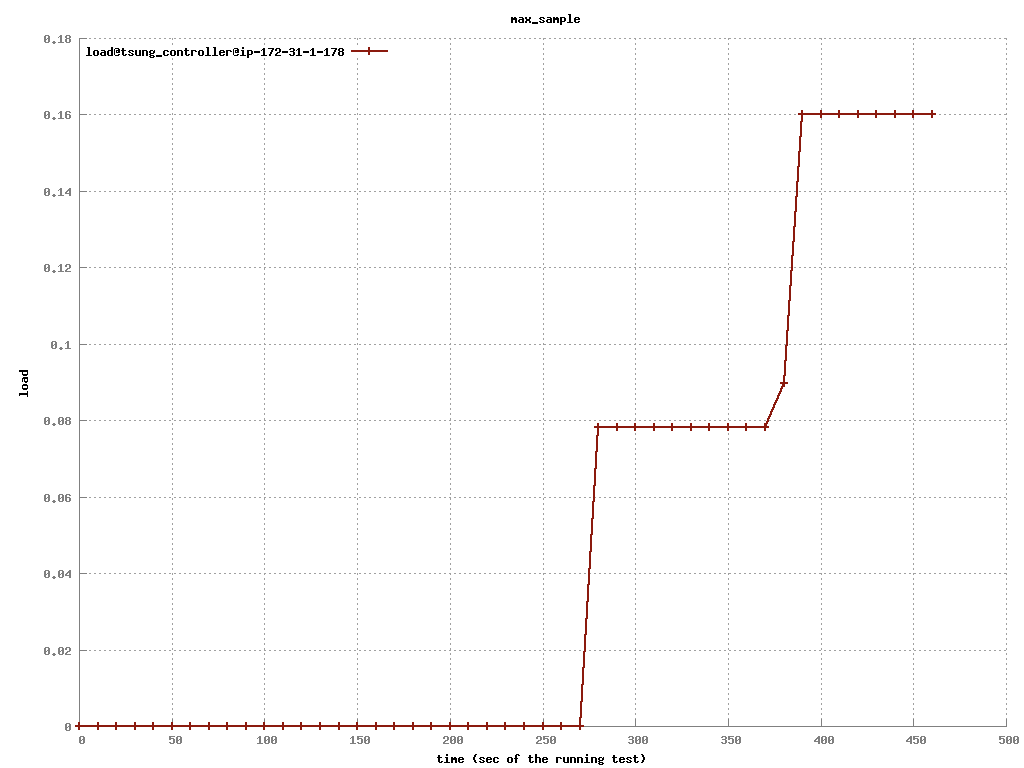 max_sample
load@tsung_controller@ip-172-31-1-178
0.18
0.16
0.14
0.12
0.1
0.08
0.06
0.04
0.02
0
load
0 50 100 150 200 250 300 350 400 450 500
time (sec of the running test)